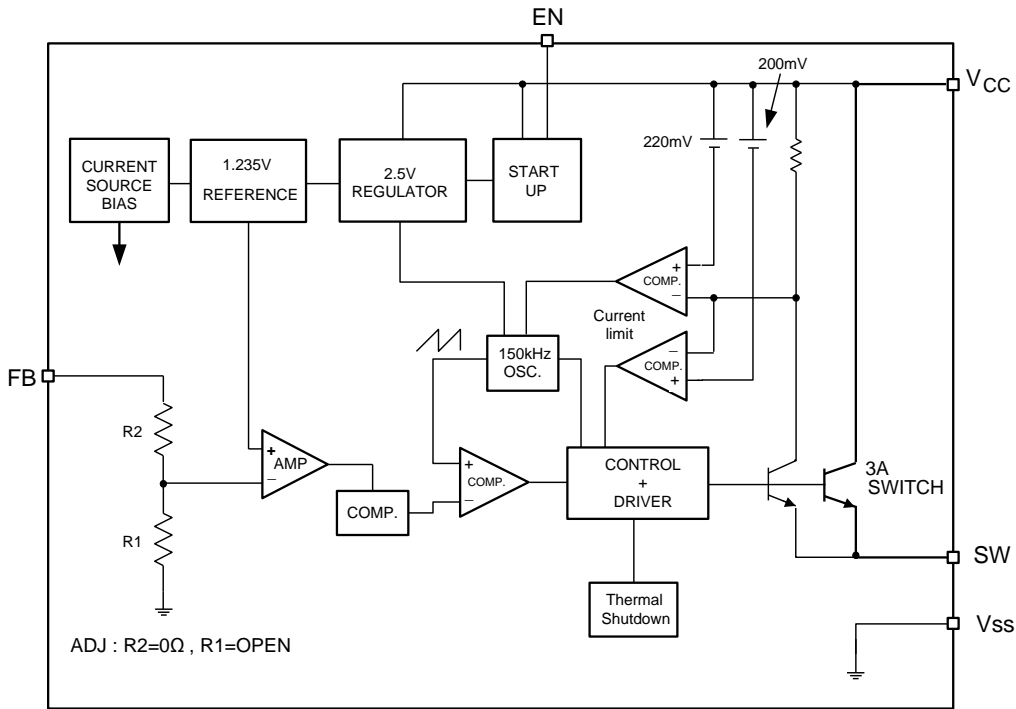 EN
200mV
VCC
220mV
CURRENT
SOURCE
BIAS
1.235V
REFERENCE
2.5V
REGULATOR
START
UP
+
COMP.
−
Current
limit
−
COMP.
+
150kHz
OSC.
FB
R2
+
AMP
−
COMP.
+
COMP.
−
CONTROL
+
DRIVER
3A
SWITCH
R1
SW
Thermal
Shutdown
Vss
ADJ : R2=0Ω , R1=OPEN